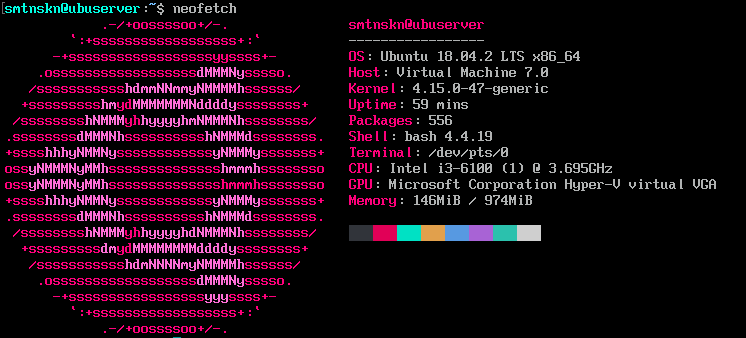 smtnskn@ubuserver:~$ neofetch
.-/+oossssoo+/-.
`:+ssssssssssssssssss+:`
-+ssssssssssssssssssyyssss+-
.ossssssssssssssssssdMMMNysssso.
/ssssssssssshdmmNNmmyNMMMMhssssss/
+ssssssssshmydMMMMMMMNddddyssssssss+
/sssssssshNMMMyhhyyyyhmNMMMNhssssssss/
.ssssssssdMMMNhsssssssssshNMMMdssssssss.
+sssshhhyNMMNyssssssssssssyNMMMysssssss+
ossyNMMMNyMMhsssssssssssssshmmmhssssssso
ossyNMMMNyMMhsssssssssssssshmmmhssssssso
+sssshhhyNMMNyssssssssssssyNMMMysssssss+
.ssssssssdMMMNhsssssssssshNMMMdssssssss.
/sssssssshNMMMyhhyyyyhdNMMMNhssssssss/
+sssssssssdmydMMMMMMMMddddyssssssss+
/ssssssssssshdmNNNNmyNMMMMhssssss/
.ossssssssssssssssssdMMMNysssso.
-+sssssssssssssssssyyyssss+-
`:+ssssssssssssssssss+:`
.-/+oossssoo+/-.
smtnskn@ubuserver
-----------------
OS: Ubuntu 18.04.2 LTS x86_64
Host: Virtual Machine 7.0
Kernel: 4.15.0-47-generic
Uptime: 59 mins
Packages: 556
Shell: bash 4.4.19
Terminal: /dev/pts/0
CPU: Intel i3-6100 (1) @ 3.695GHz
GPU: Microsoft Corporation Hyper-V virtual VGA
Memory: 146MiB / 974MiB